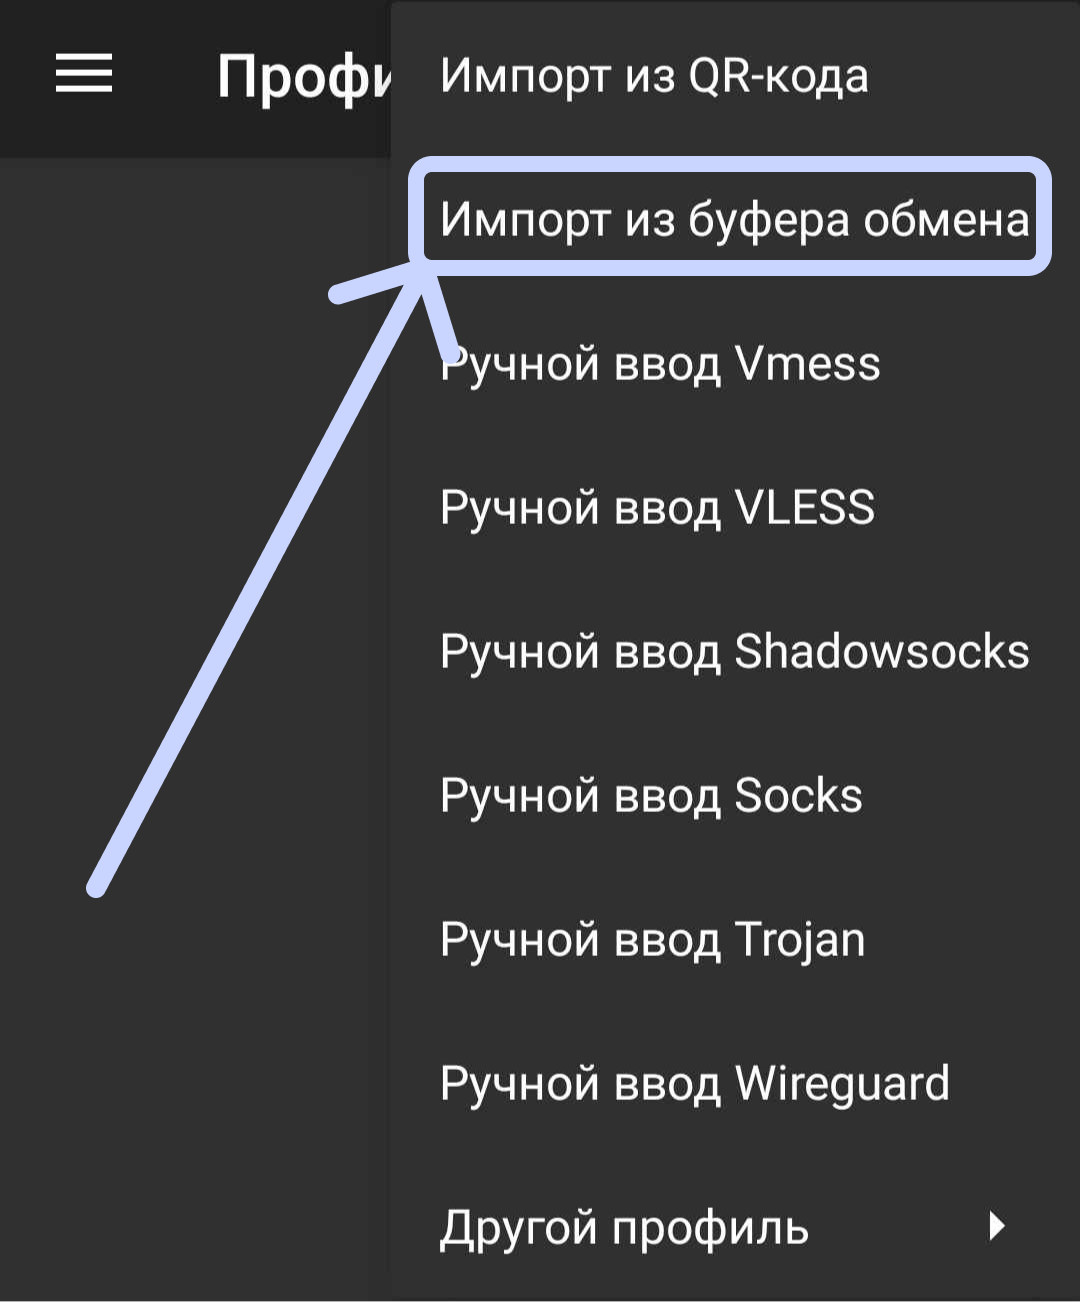 Профи
Импорт из QR-кода
Импорт из буфера обмена
Ручной ввод Vmess
Ручной ввод VLESS
Ручной ввод Shadowsocks
Ручной ввод Socks
Ручной ввод Trojan
Ручной ввод Wireguard
Другой профиль